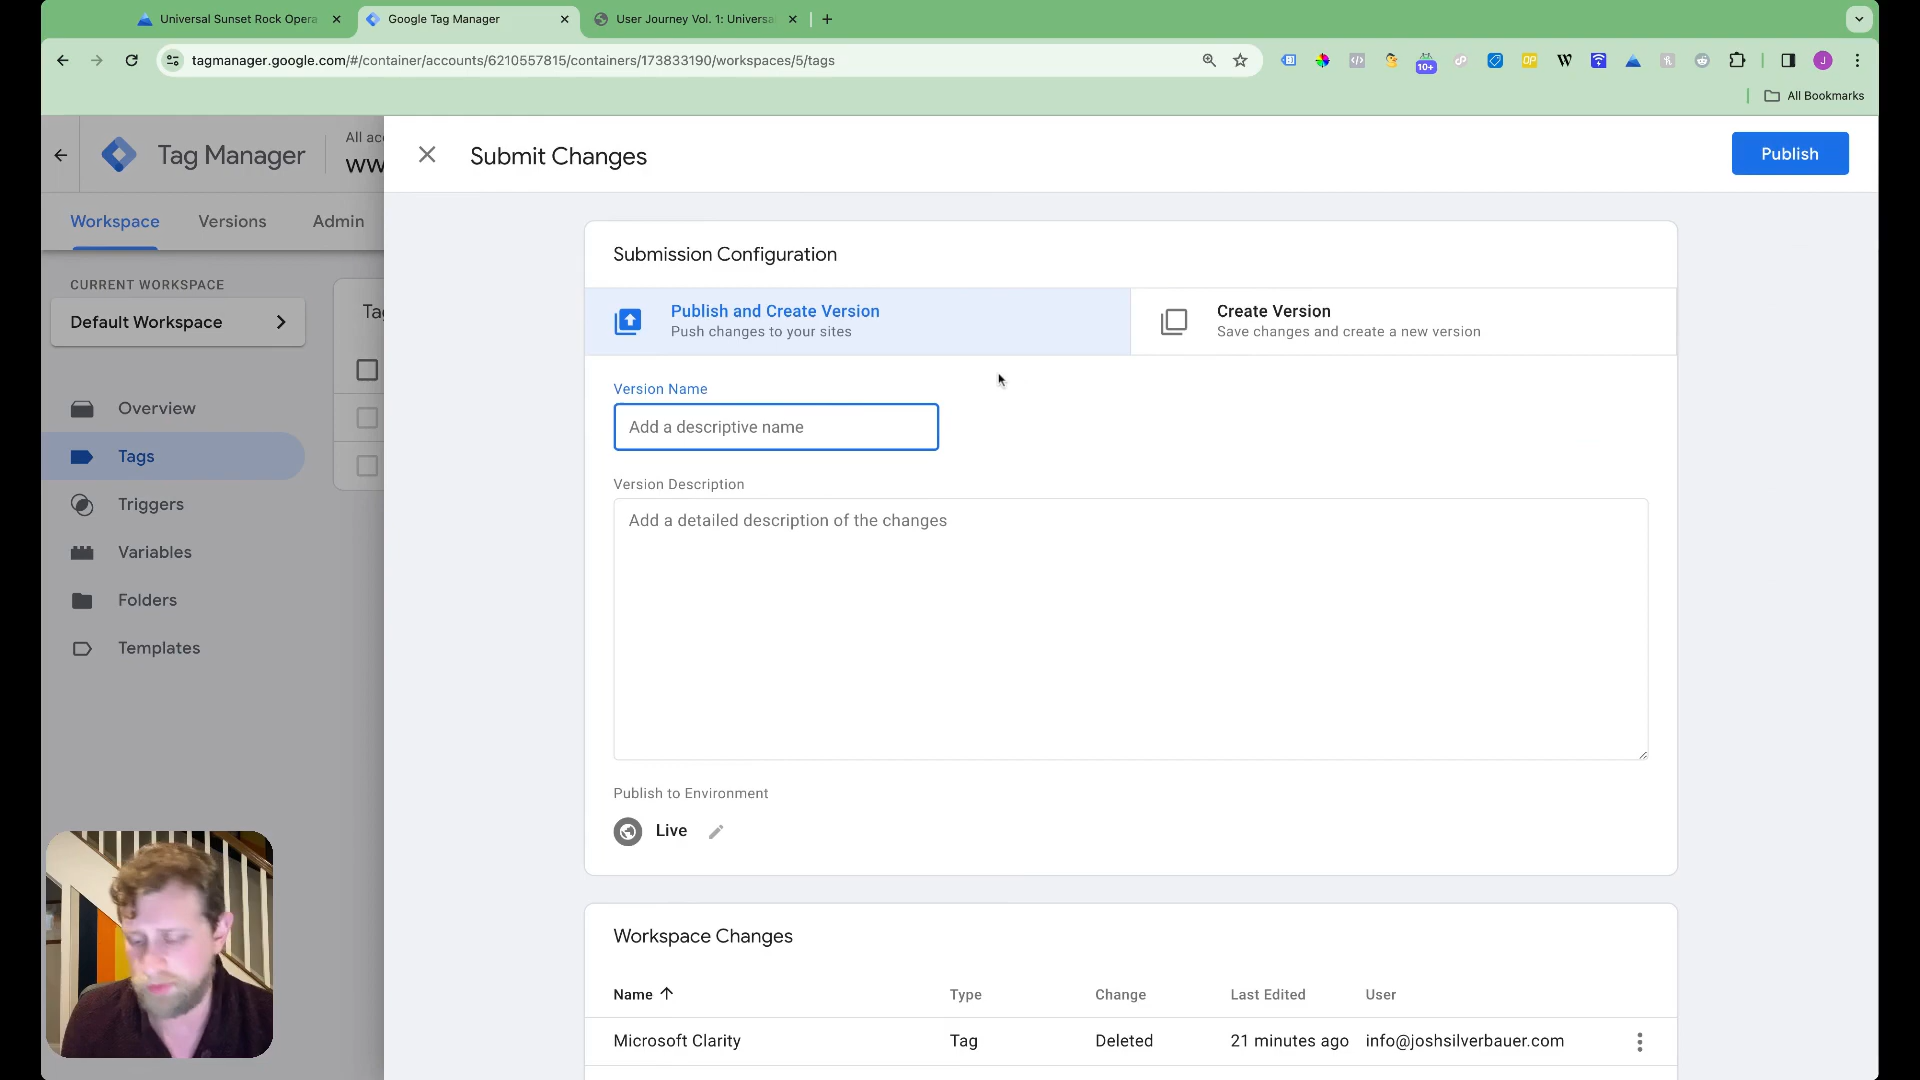 Universal Sunset Rock Opera
Google Tag Manager
User Journey Vol. 1: Universa
tagmanager.google.com/#/container/accounts/6210557815/containers/173833190/workspaces/5/tags
10+
OP
W
J
All Bookmarks
Tag Manager
All acc
ww
Submit Changes
Publish
Workspace
Versions
Admin
CURRENT WORKSPACE
Default Workspace
Ta
Overview
Tags
Triggers
Variables
Folders
Templates
Submission Configuration
Publish and Create Version
Push changes to your sites
Create Version
Save changes and create a new version
Version Name
Add a descriptive name
Version Description
Add a detailed description of the changes
Publish to Environment
Live
Workspace Changes
Name
Type
Change
Last Edited
User
Microsoft Clarity
Tag
Deleted
21 minutes ago
info@joshsilverbauer.com